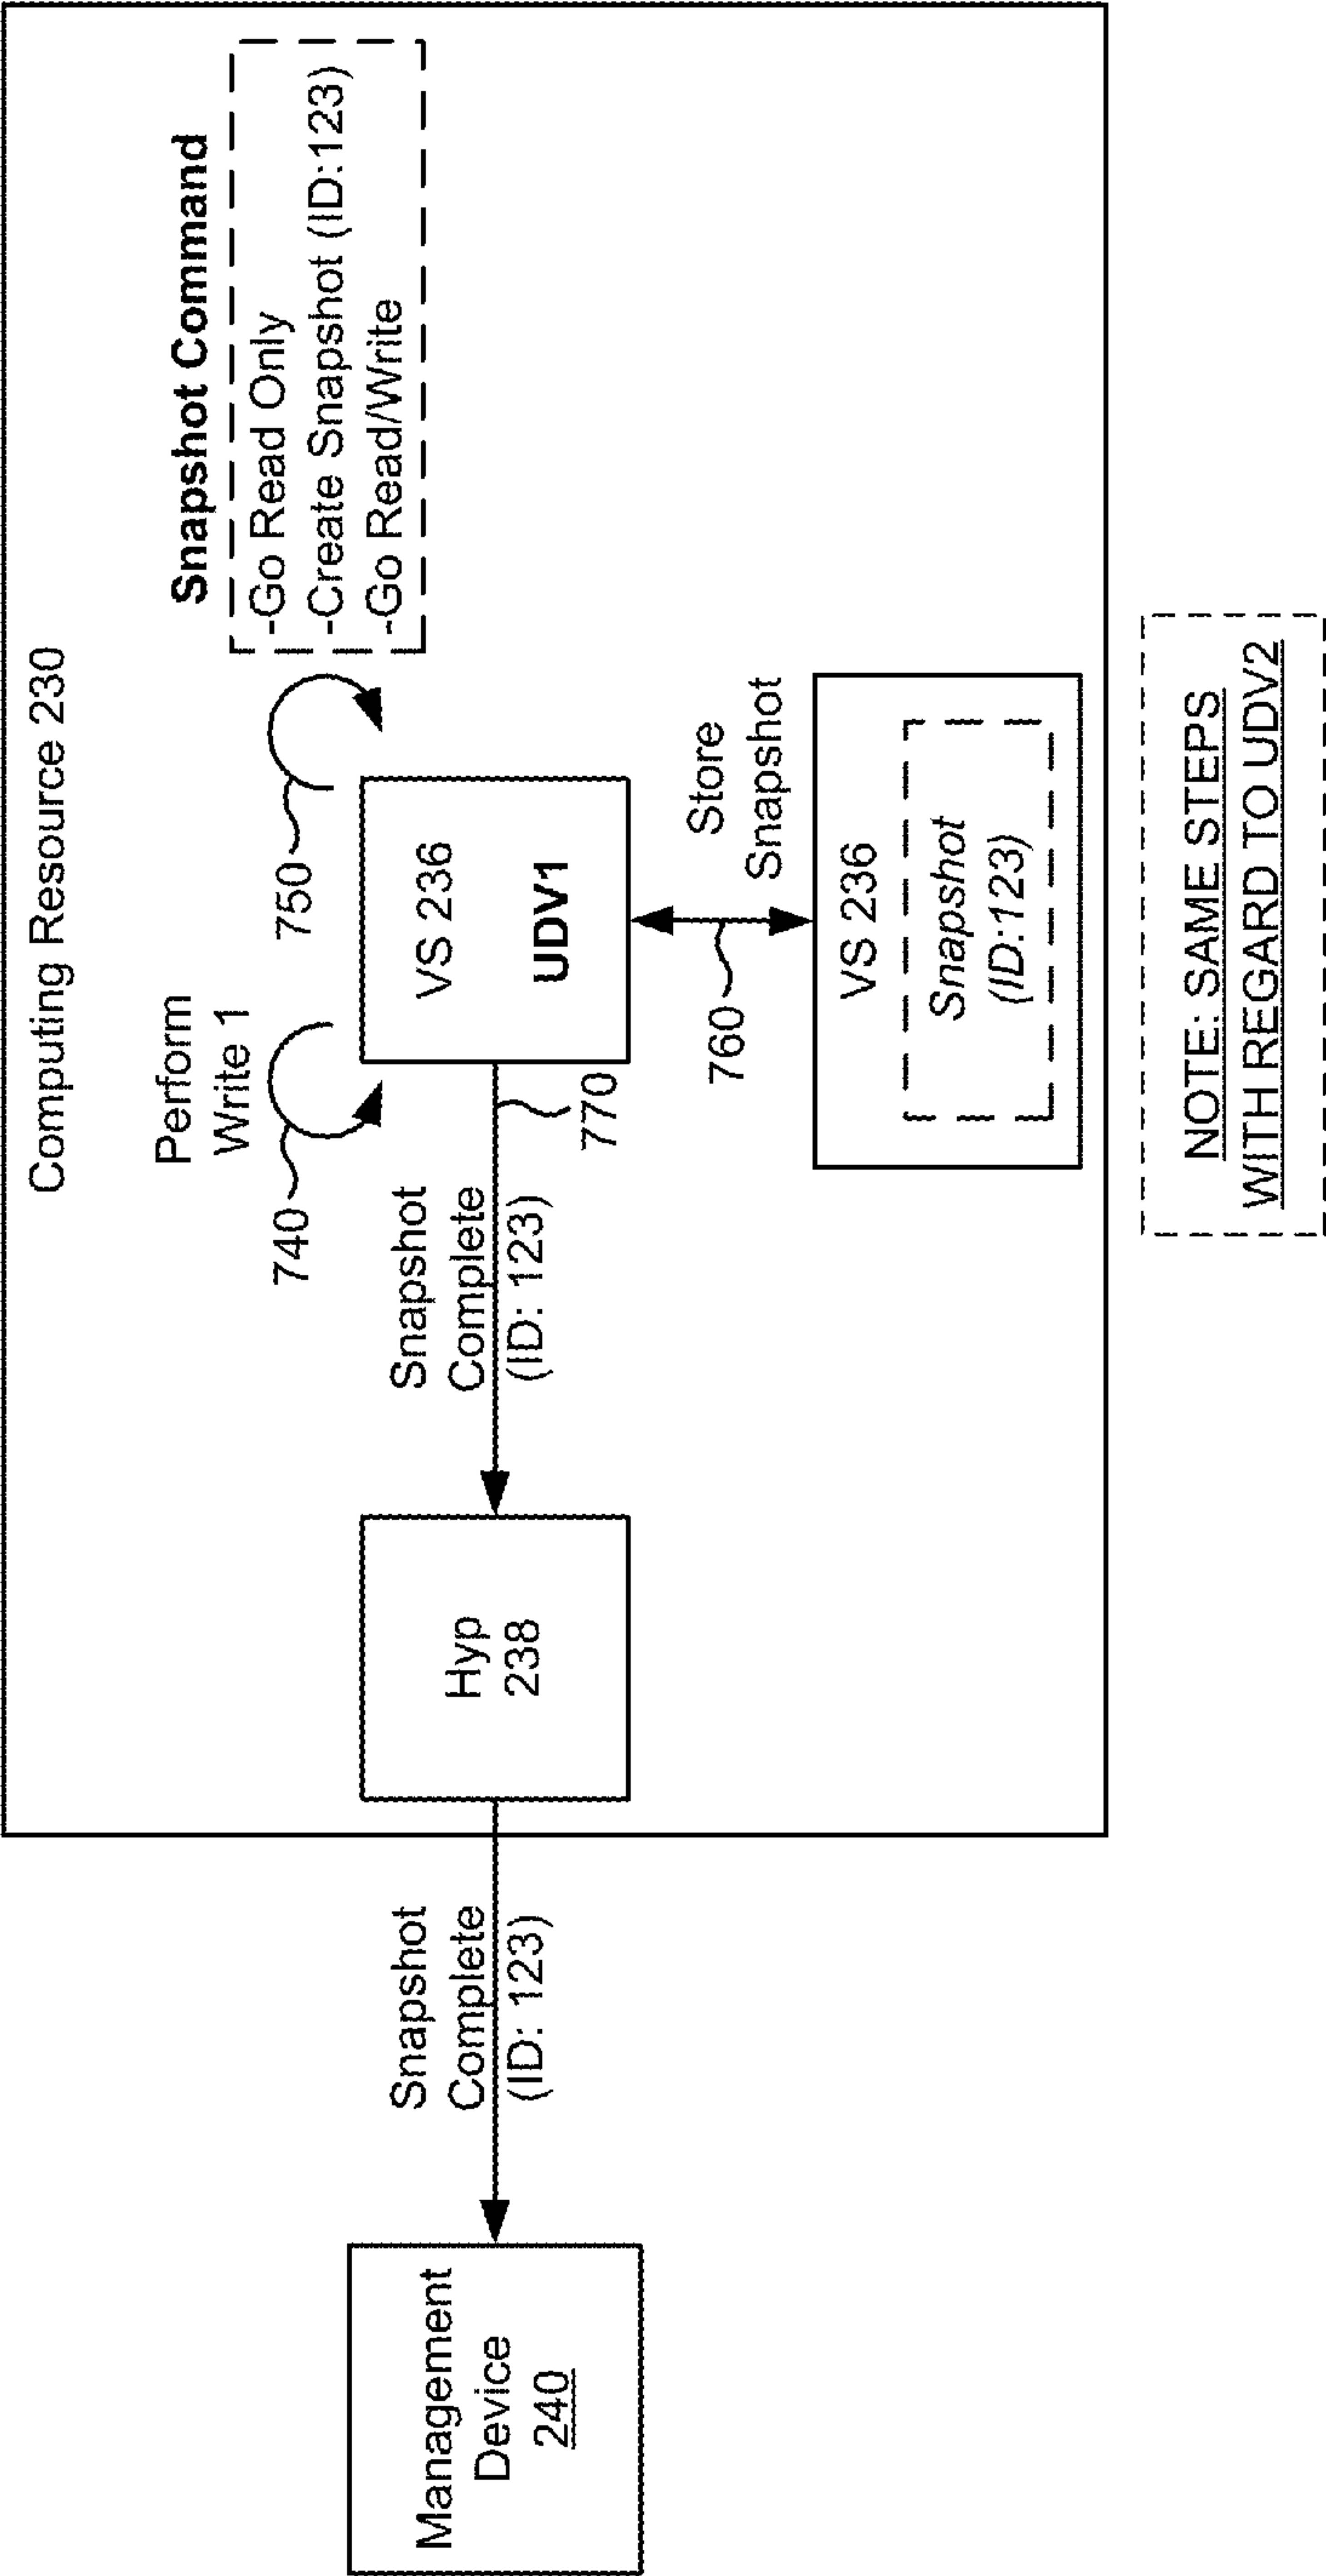 Computing Resource 230
Snapshot Command
-Go Read Only
-Create Snapshot (ID:123)
-Go Read/Write
Perform
Write 1
740
750
Management
Device
240
Snapshot
Complete
(ID: 123)
Hyp
238
Snapshot
Complete
(ID: 123)
770
VS 236
UDV1
760
Store
Snapshot
VS 236
Snapshot
(ID:123)
NOTE: SAME STEPS
WITH REGARD TO UDV2